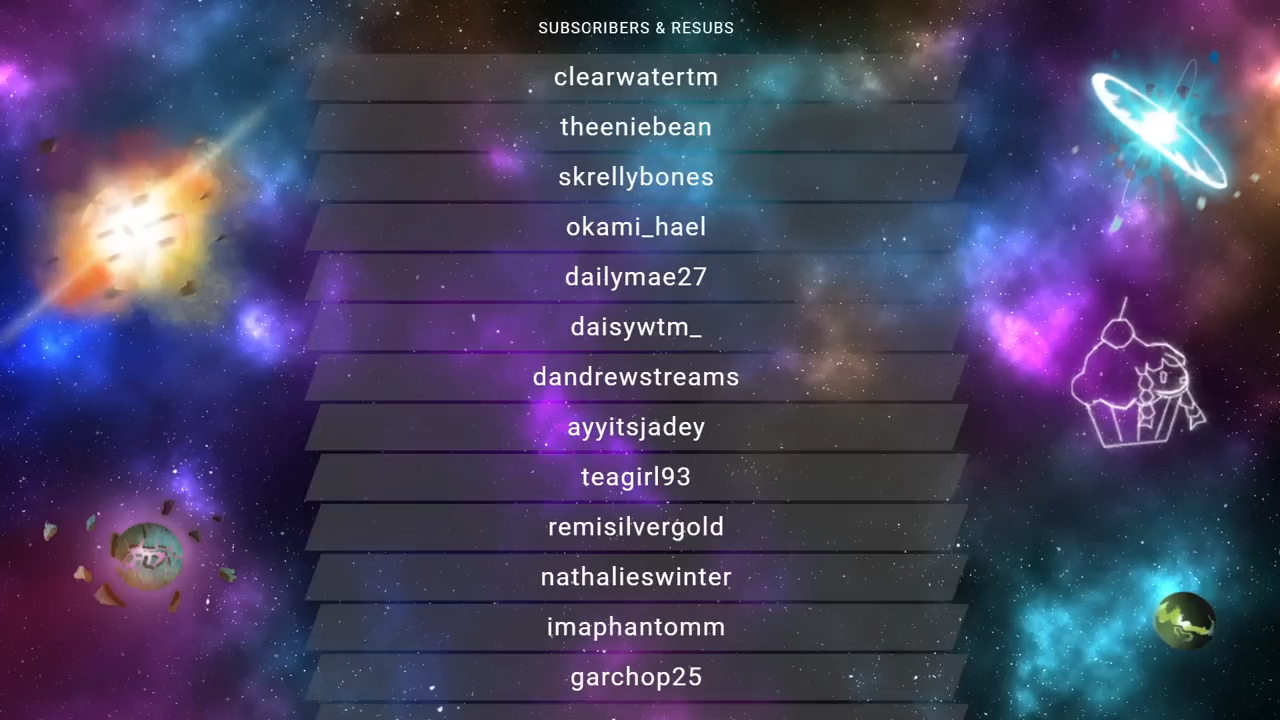 SUBSCRIBERS & RESUBS
clearwatertm
theeniebean
skrellybones
okami_hael
dailymae27
daisywtm_
dandrewstreams
ayyitsjadey
teagirl93
remisilvergold
nathalieswinter
imaphantomm
garchop25